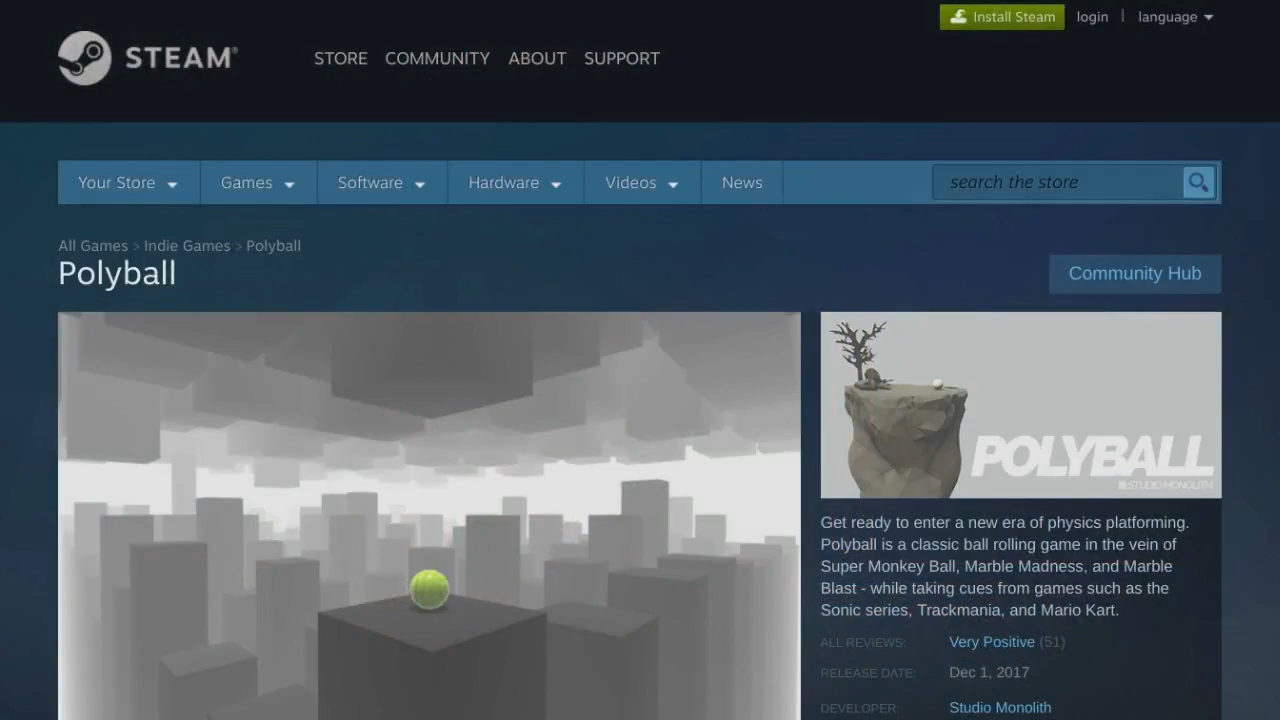 Install Steam login | language
STEAM®
STORE COMMUNITY ABOUT SUPPORT
Your Store Games Software Hardware Videos News search the store
All Games > Indie Games > Polyball
Polyball
Community Hub
POLYBALL
STUDIO MONOLITH
Get ready to enter a new era of physics platforming.
Polyball is a classic ball rolling game in the vein of
Super Monkey Ball, Marble Madness, and Marble
Blast - while taking cues from games such as the
Sonic series, Trackmania, and Mario Kart.
ALL REVIEWS: Very Positive (51)
RELEASE DATE: Dec 1, 2017
DEVELOPER: Studio Monolith